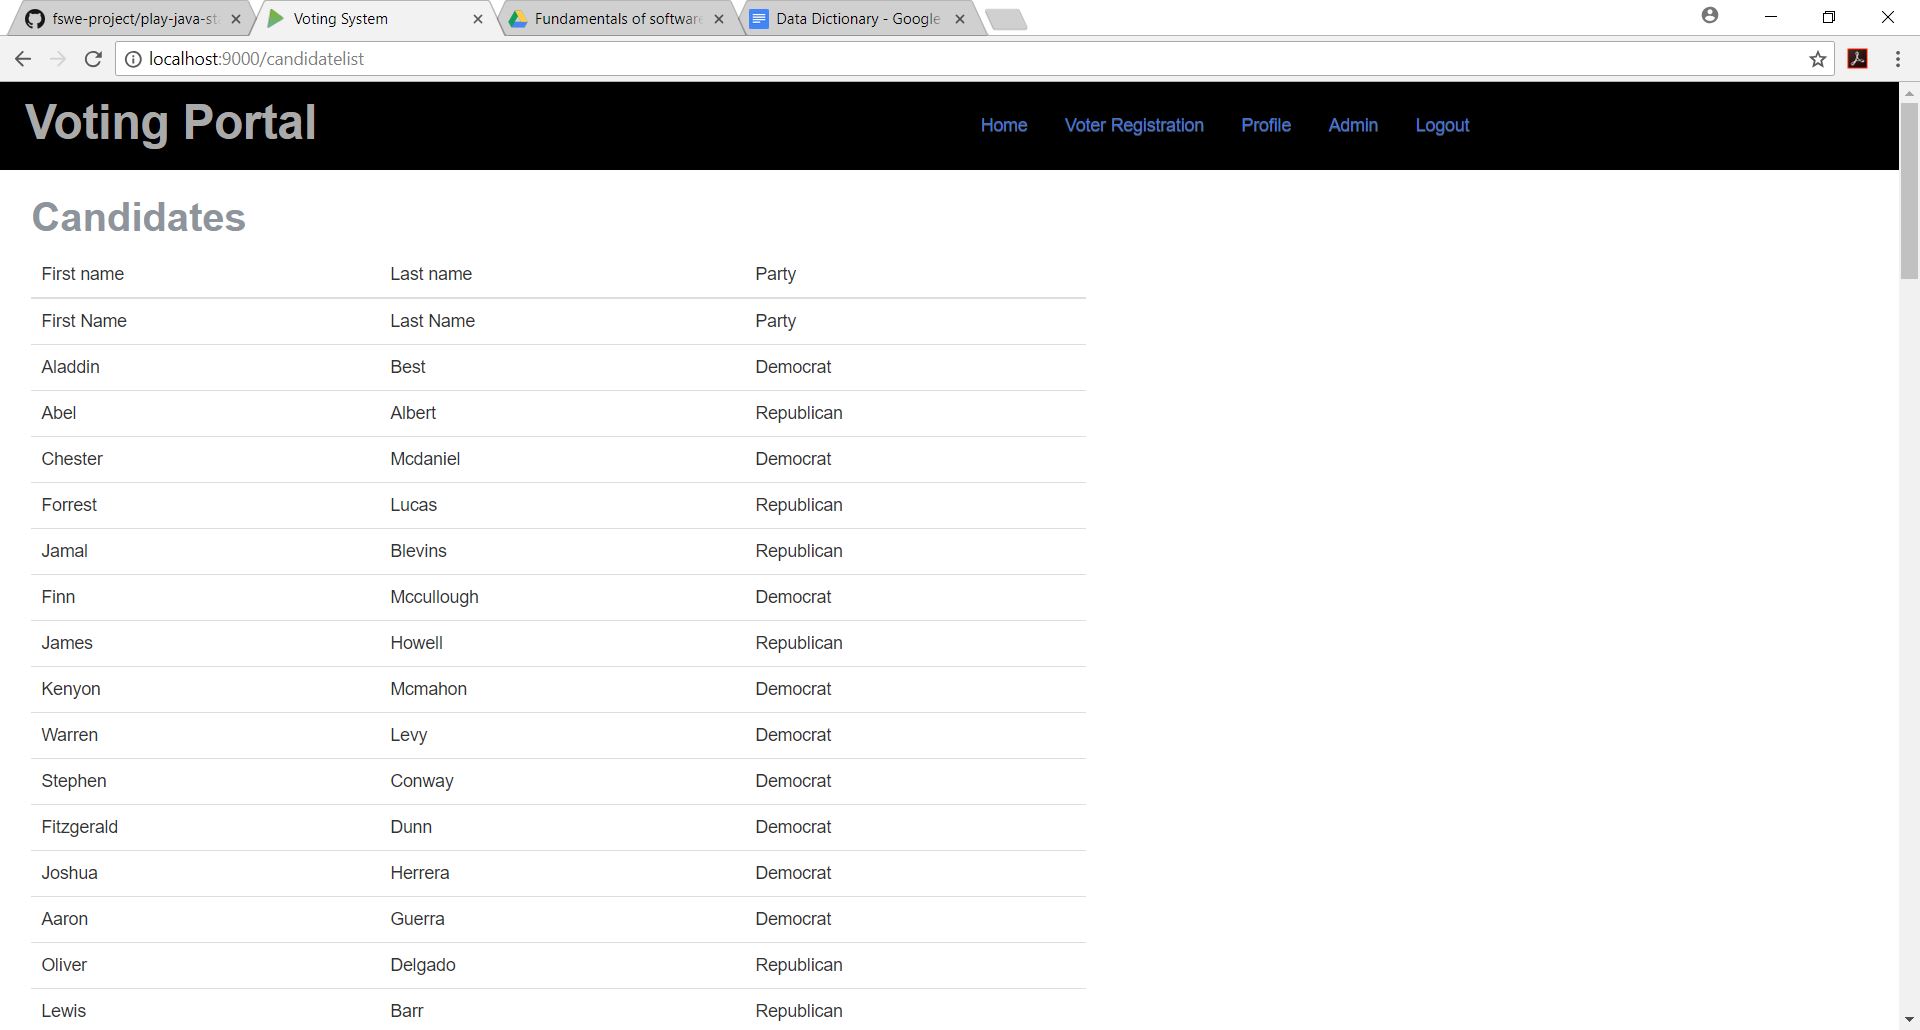 fswe-project/play-java-st
Voting System
Fundamentals of software
Data Dictionary - Google
localhost:9000/candidatelist
Voting Portal
Home Voter Registration Profile Admin Logout
Candidates
First name Last name Party
First Name Last Name Party
Aladdin Best Democrat
Abel Albert Republican
Chester Mcdaniel Democrat
Forrest Lucas Republican
Jamal Blevins Republican
Finn Mccullough Democrat
James Howell Republican
Kenyon Mcmahon Democrat
Warren Levy Democrat
Stephen Conway Democrat
Fitzgerald Dunn Democrat
Joshua Herrera Democrat
Aaron Guerra Democrat
Oliver Delgado Republican
Lewis Barr Republican